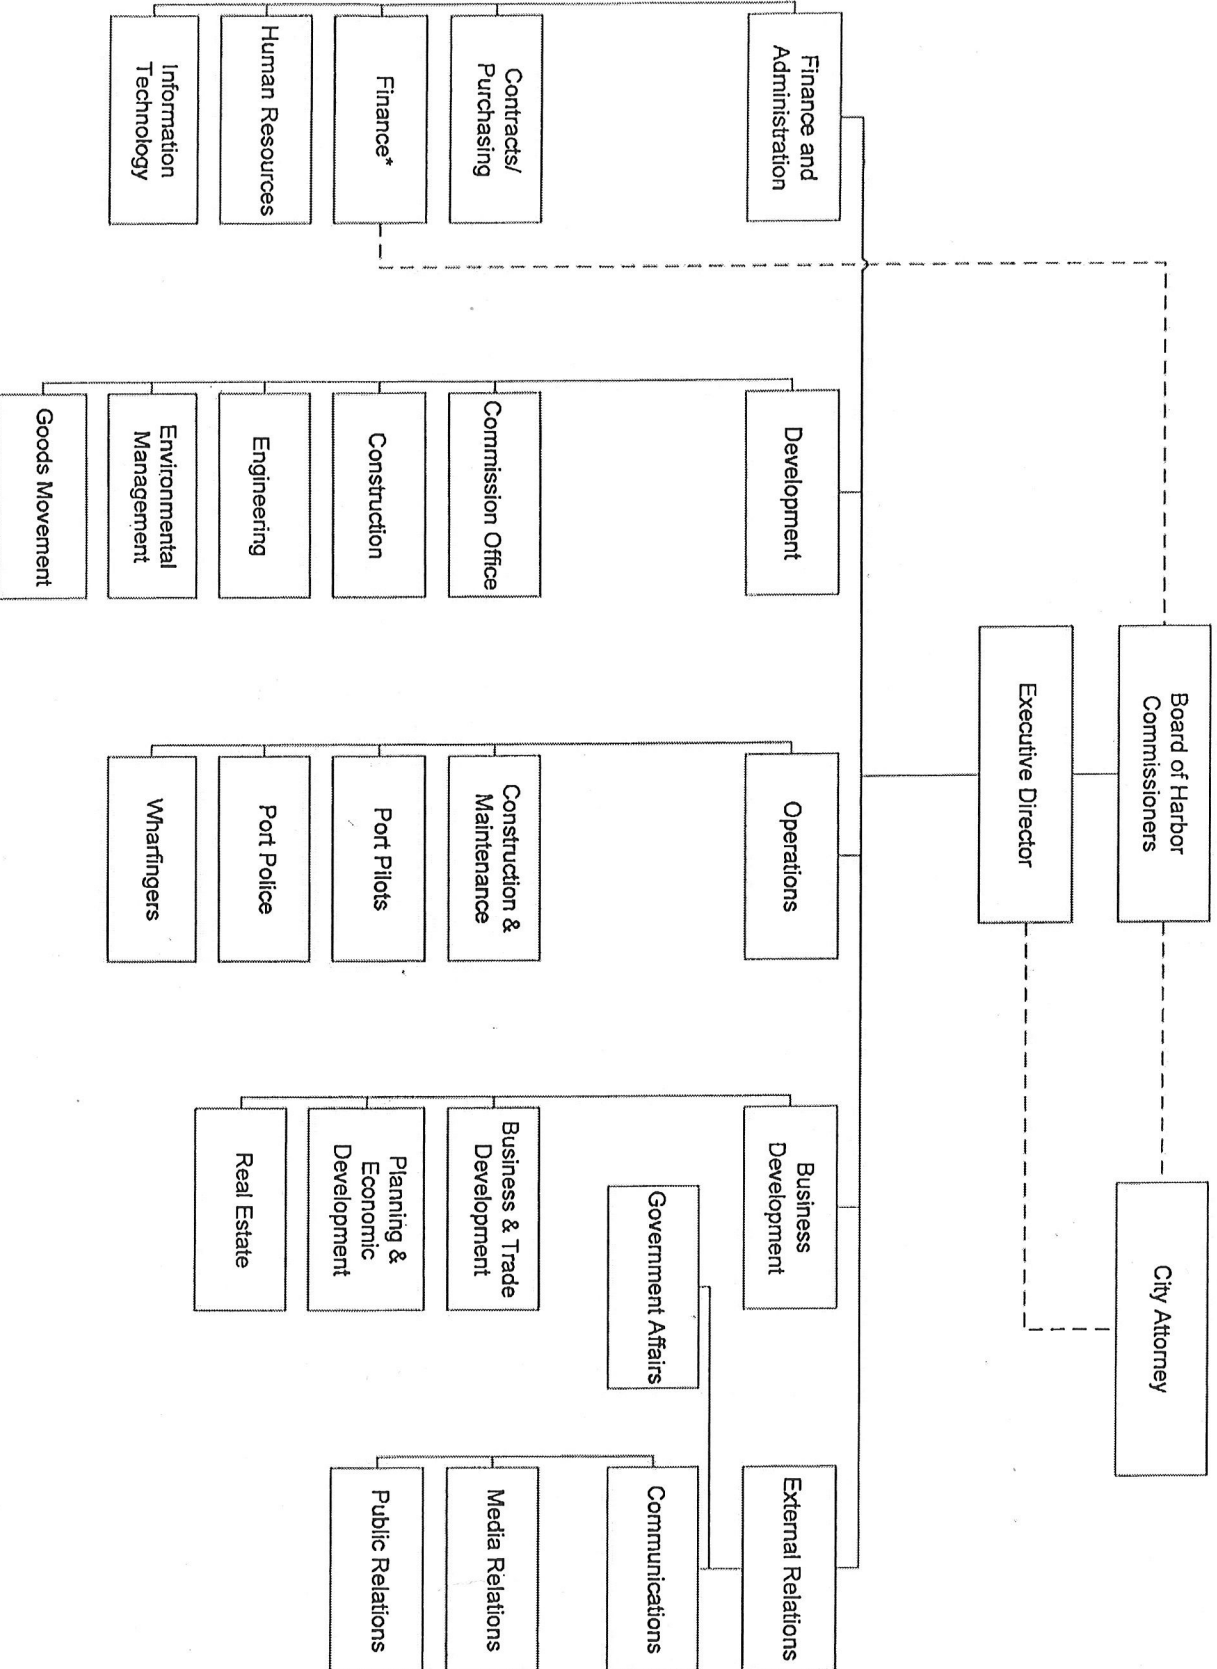 Board of Harbor
Commissioners
City Attorney
Executive Director
Finance and
Administration
Contracts/
Purchasing
Finance*
Human Resources
Information
Technology
Development
Commission Office
Construction
Engineering
Environmental
Management
Goods Movement
Operations
Construction &
Maintenance
Port Pilots
Port Police
Wharfingers
Business
Development
Business & Trade
Development
Planning &
Economic
Development
Real Estate
External Relations
Government Affairs
Communications
Media Relations
Public Relations